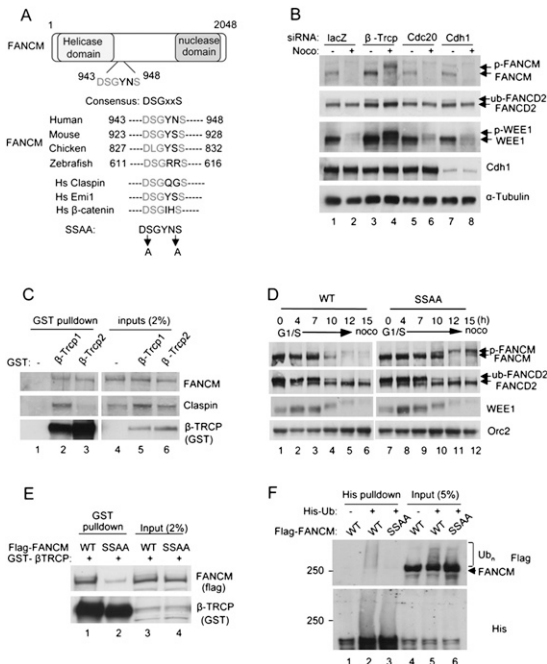 A
1 2048
FANCM
Helicase domain
nuclease domain
943 948
DSGYNS
Consensus: DSGxxS
FANCM
Human 943 -----DSGYNS----- 948
Mouse 923 -----DSGYSS----- 928
Chicken 827 -----DLGYSS----- 832
Zebrafish 611 -----DSGRRS----- 616
Hs Claspin -----DSGQGS-----
Hs Emi1 -----DSGYSS-----
Hs β-catenin -----DSGIHS-----
SSAA: DSGYNS
A A
B
siRNA: lacZ β-Trcp Cdc20 Cdh1
Noco: - + - + - + - +
p-FANCM
FANCM
ub-FANCD2
FANCD2
p-WEE1
WEE1
Cdh1
α-Tubulin
1 2 3 4 5 6 7 8
C
GST pulldown inputs (2%)
GST: - β-Trcp1 β-Trcp2 - β-Trcp1 β-Trcp2
FANCM
Claspin
β-TRCP (GST)
1 2 3 4 5 6
D
WT SSAA
0 4 7 10 12 15 0 4 7 10 12 15 (h)
G1/S noco G1/S noco
p-FANCM
FANCM
ub-FANCD2
FANCD2
WEE1
Orc2
1 2 3 4 5 6 7 8 9 10 11 12
E
GST pulldown Input (2%)
Flag-FANCM WT SSAA WT SSAA
GST- βTRCP + + + +
FANCM (flag)
β-TRCP (GST)
1 2 3 4
F
His pulldown Input (5%)
His-Ub: - + + - + +
Flag-FANCM: WT WT SSAA WT WT SSAA
Ubn Flag
250
FANCM
250
His
1 2 3 4 5 6